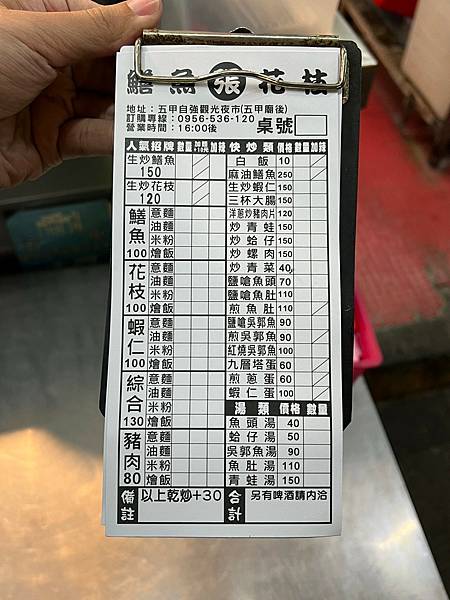 鱔魚 張 花枝
地址：五甲自強觀光夜市(五甲廟後)
訂購專線：0956-536-120
營業時間：16:00後
桌號
人氣招牌 數量 加辣
生炒鱔魚 150
生炒花枝 120
鱔魚 100
意麵
油麵
米粉
燴飯
花枝 100
意麵
油麵
米粉
燴飯
蝦仁 100
意麵
油麵
米粉
燴飯
綜合 130
意麵
油麵
米粉
燴飯
豬肉 80
意麵
油麵
米粉
燴飯
快炒類 價格 數量 加辣
白飯 10
麻油鱔魚 250
生炒蝦仁 150
三杯大腸 150
洋蔥炒豬肉片 120
炒青蛙 150
炒蛤仔 150
炒螺肉 150
炒青菜 40
鹽嗆魚頭 70
鹽嗆魚肚 110
煎魚肚 110
鹽嗆吳郭魚 90
煎吳郭魚 90
紅燒吳郭魚 100
九層塔蛋 60
煎蔥蛋 60
蝦仁蛋 100
湯類 價格 數量
魚頭湯 40
蛤仔湯 50
吳郭魚湯 90
魚肚湯 110
青蛙湯 150
備註 以上乾炒+30
合計 另有啤酒請內洽